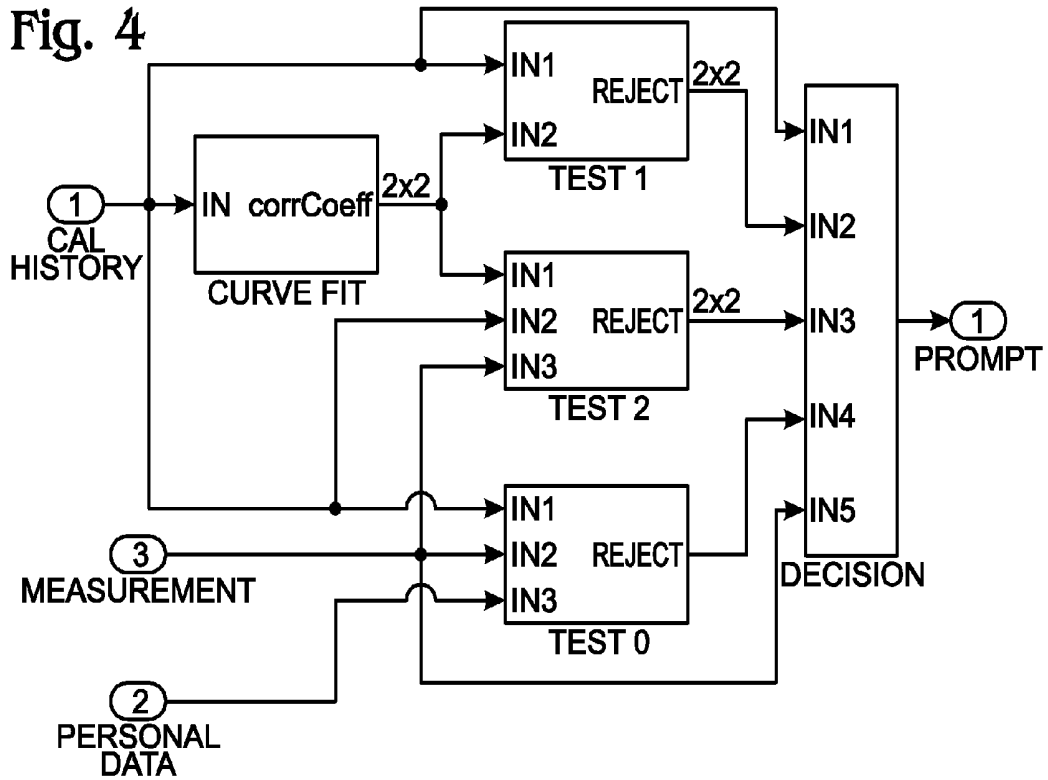 Fig. 4
IN1
REJECT
IN2
TEST 1
2x2
1
CAL
HISTORY
IN corrCoeff
CURVE FIT
2x2
IN1
IN2 REJECT
IN3
TEST 2
2x2
IN1
IN2 REJECT
IN3
TEST 0
3
MEASUREMENT
2
PERSONAL
DATA
IN1
IN2
IN3
IN4
IN5
DECISION
1
PROMPT